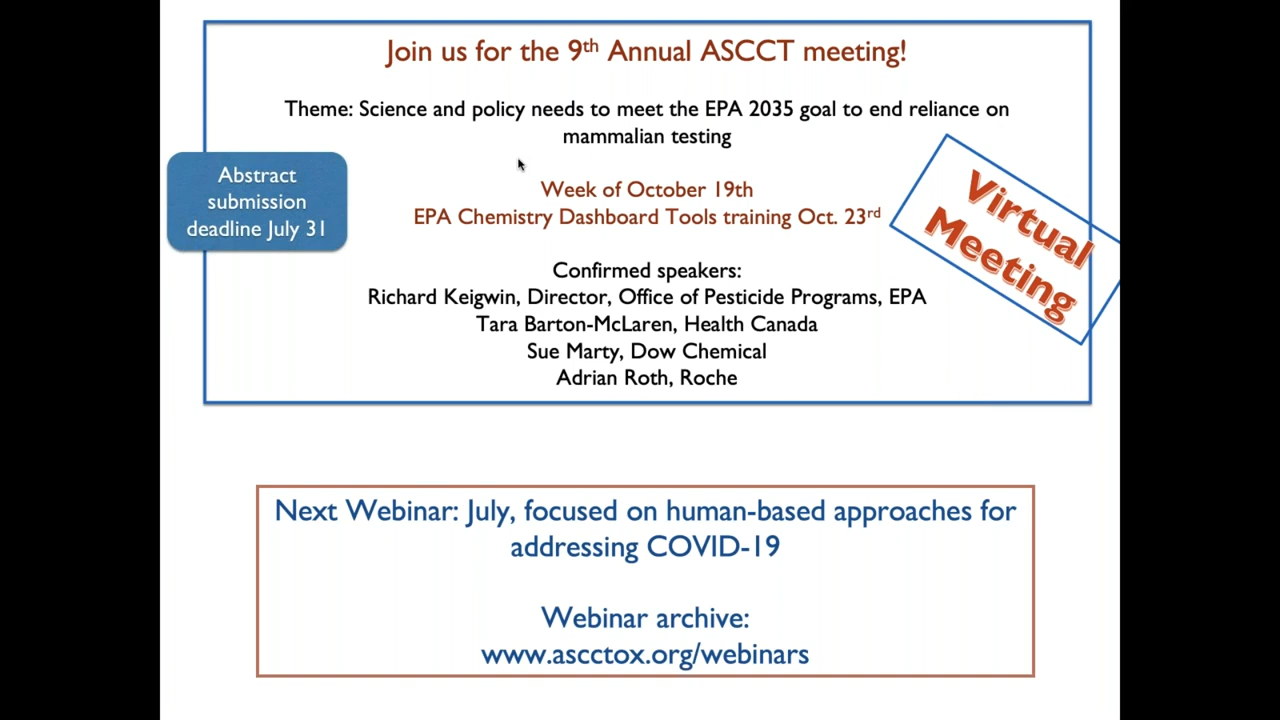 Join us for the 9th Annual ASCCT meeting!
Theme: Science and policy needs to meet the EPA 2035 goal to end reliance on
mammalian testing
Abstract
submission
deadline July 31
Week of October 19th
EPA Chemistry Dashboard Tools training Oct. 23rd
Virtual
Meeting
Confirmed speakers:
Richard Keigwin, Director, Office of Pesticide Programs, EPA
Tara Barton-McLaren, Health Canada
Sue Marty, Dow Chemical
Adrian Roth, Roche
Next Webinar: July, focused on human-based approaches for
addressing COVID-19
Webinar archive:
www.ascctox.org/webinars